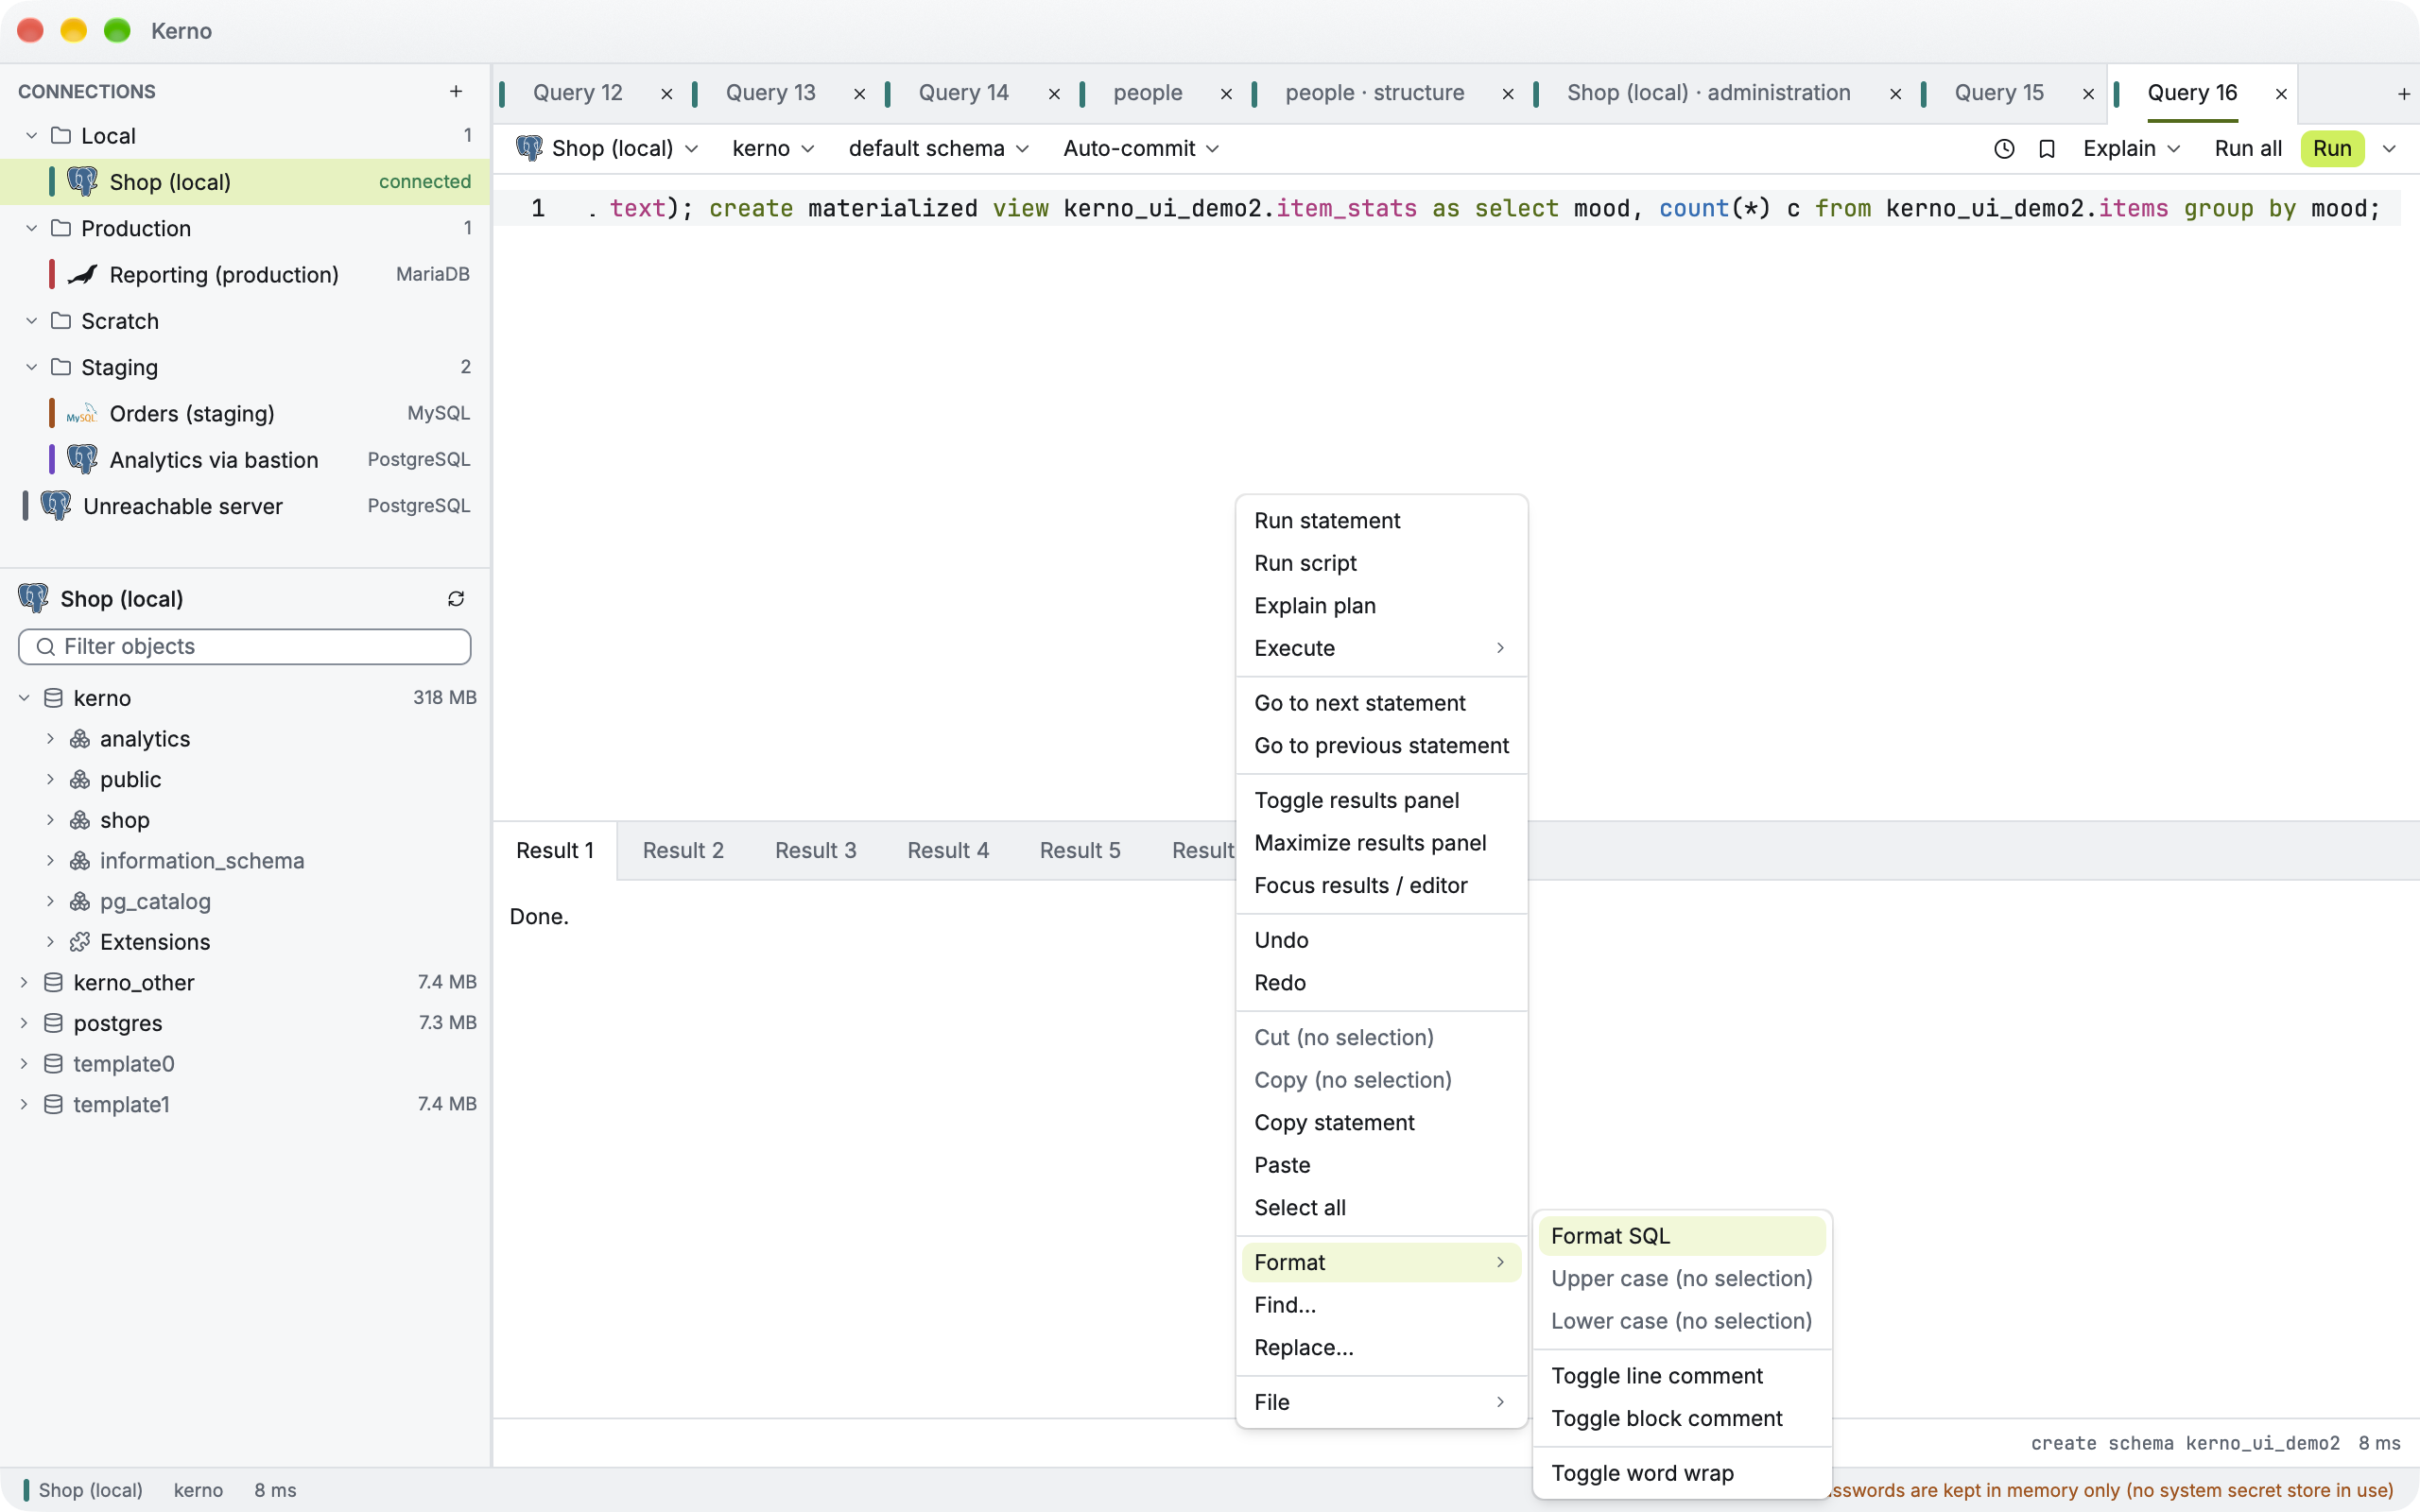 Kerno
CONNECTIONS
Local 1
Shop (local) connected
Production 1
Reporting (production) MariaDB
Scratch
Staging 2
MySQL Orders (staging) MySQL
Analytics via bastion PostgreSQL
Unreachable server PostgreSQL
Shop (local)
Filter objects
kerno 318 MB
analytics
public
shop
information_schema
pg_catalog
Extensions
kerno_other 7.4 MB
postgres 7.3 MB
template0
template1 7.4 MB
Query 12 Query 13 Query 14 people people · structure Shop (local) · administration Query 15 Query 16
Shop (local) kerno default schema Auto-commit Explain Run all Run
1 text); create materialized view kerno_ui_demo2.item_stats as select mood, count(*) c from kerno_ui_demo2.items group by mood;
Result 1 Result 2 Result 3 Result 4 Result 5 Result
Done.
Run statement
Run script
Explain plan
Execute
Go to next statement
Go to previous statement
Toggle results panel
Maximize results panel
Focus results / editor
Undo
Redo
Cut (no selection)
Copy (no selection)
Copy statement
Paste
Select all
Format
Find...
Replace...
File
Format SQL
Upper case (no selection)
Lower case (no selection)
Toggle line comment
Toggle block comment
Toggle word wrap
create schema kerno_ui_demo2 8 ms
Shop (local) kerno 8 ms
are kept in memory only (no system secret store in use)